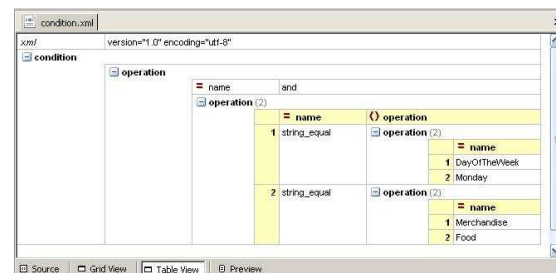 condition.xml
xml version="1.0" encoding="utf-8"
condition
operation
= name and
operation (2)
= name {} operation
1 string_equal operation (2)
= name
1 DayOfTheWeek
2 Monday
2 string_equal operation (2)
= name
1 Merchandise
2 Food
Source Grid View Table View Preview